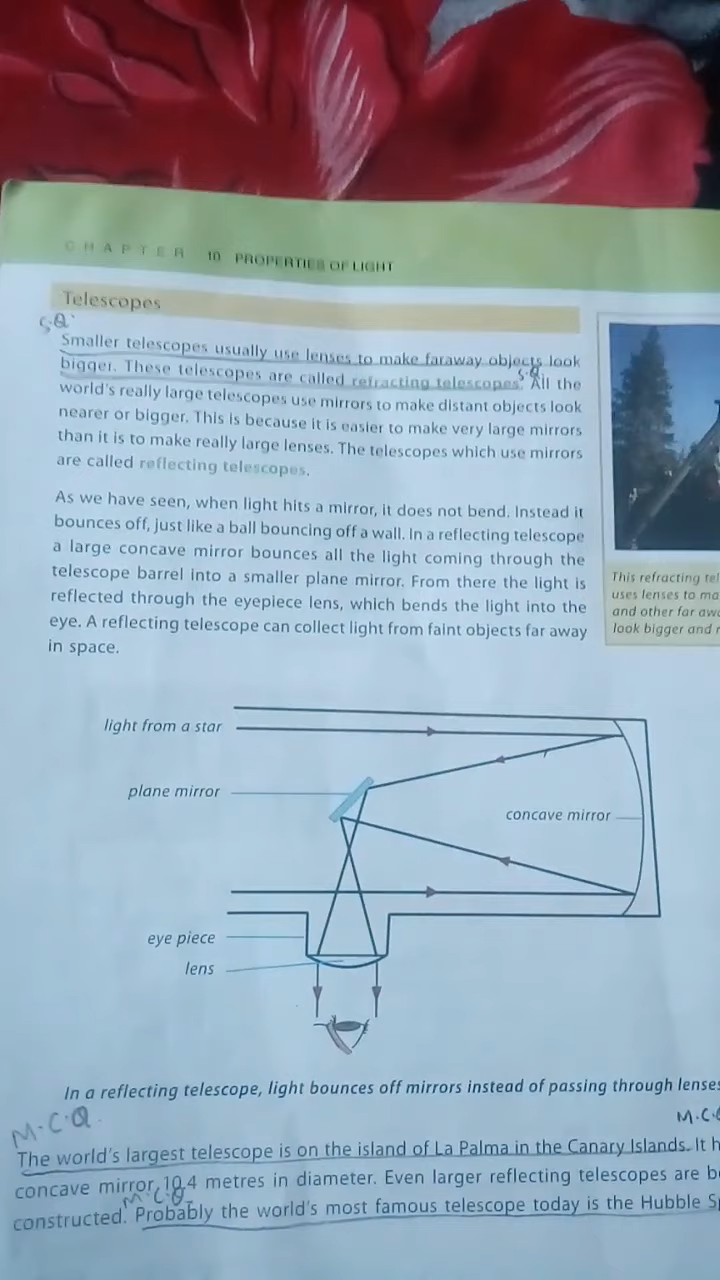 CHAPTER 10 PROPERTIES OF LIGHT
Telescopes
S.Q
Smaller telescopes usually use lenses to make faraway objects look
bigger. These telescopes are called refracting telescopes. All the
S.Q
world's really large telescopes use mirrors to make distant objects look
nearer or bigger. This is because it is easier to make very large mirrors
than it is to make really large lenses. The telescopes which use mirrors
are called reflecting telescopes.
As we have seen, when light hits a mirror, it does not bend. Instead it
bounces off, just like a ball bouncing off a wall. In a reflecting telescope
a large concave mirror bounces all the light coming through the
telescope barrel into a smaller plane mirror. From there the light is
reflected through the eyepiece lens, which bends the light into the
eye. A reflecting telescope can collect light from faint objects far away
in space.
This refracting tel
uses lenses to ma
and other far awa
look bigger and
light from a star
plane mirror
concave mirror
eye piece
lens
In a reflecting telescope, light bounces off mirrors instead of passing through lenses
M.C.Q.
M.C.
The world's largest telescope is on the island of La Palma in the Canary Islands. It h
concave mirror, 10.4 metres in diameter. Even larger reflecting telescopes are b
M.C.Q
constructed. Probably the world's most famous telescope today is the Hubble Sp